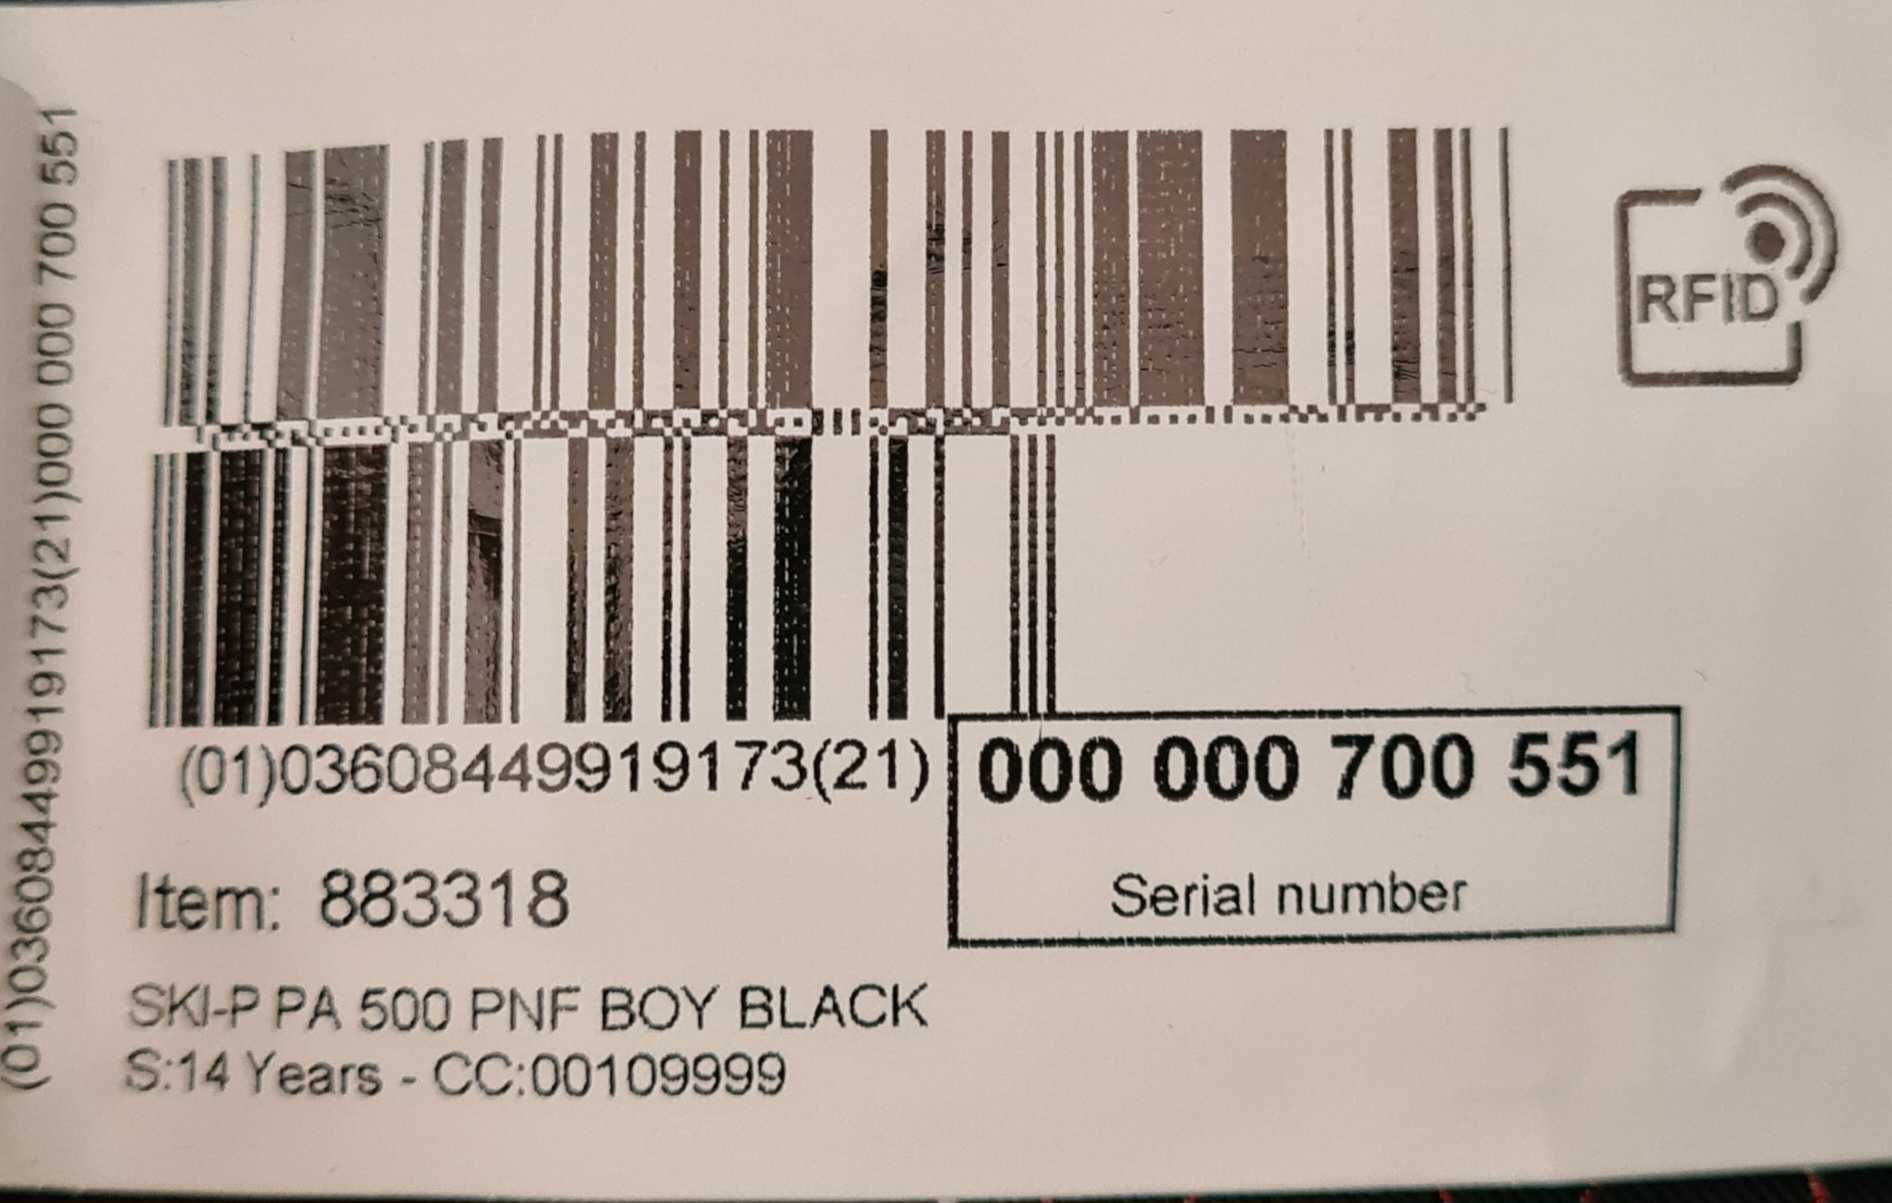 (01)03608449919173(21)000 000 700 551
RFID
(01)03608449919173(21) 000 000 700 551
Serial number
Item: 883318
SKI-P PA 500 PNF BOY BLACK
S:14 Years - CC:00109999